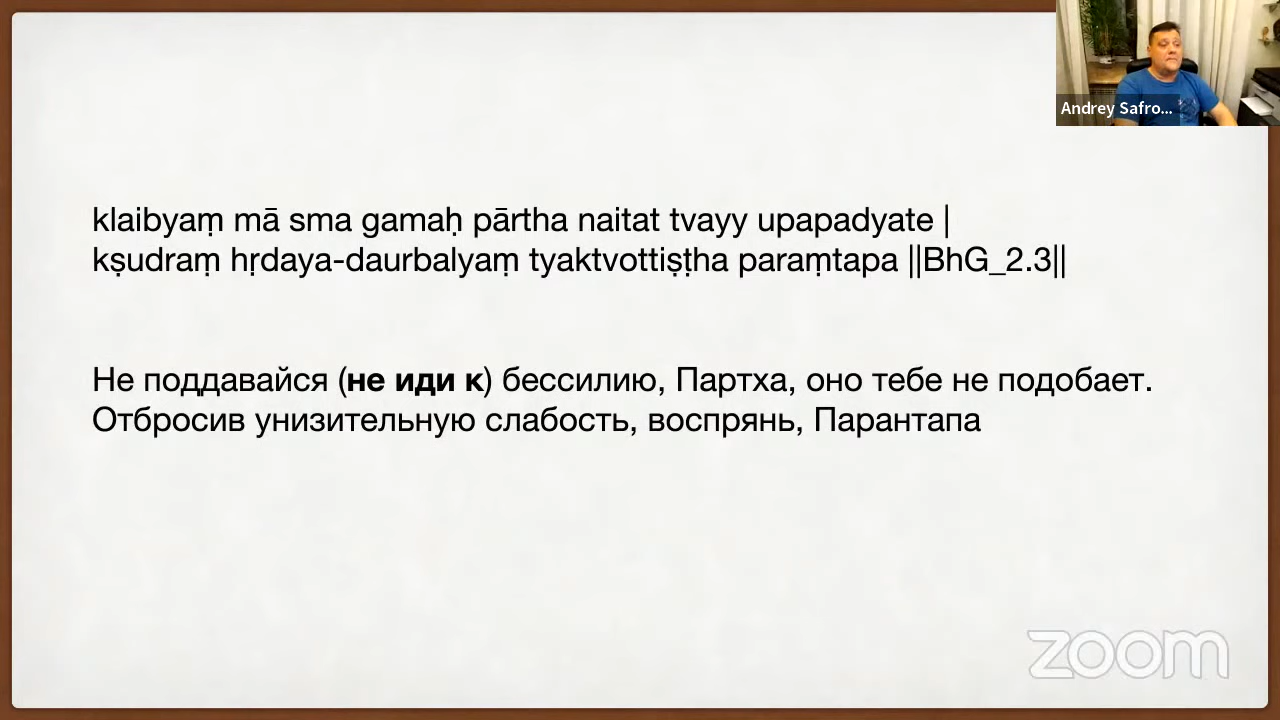 Andrey Safro...
klaibyaṃ mā sma gamaḥ pārtha naitat tvayy upapadyate |
kṣudraṃ hṛdaya-daurbalyaṃ tyaktvottiṣṭha paraṃtapa ||BhG_2.3||
Не поддавайся (не иди к) бессилию, Партха, оно тебе не подобает.
Отбросив унизительную слабость, воспрянь, Парантапа
zoom